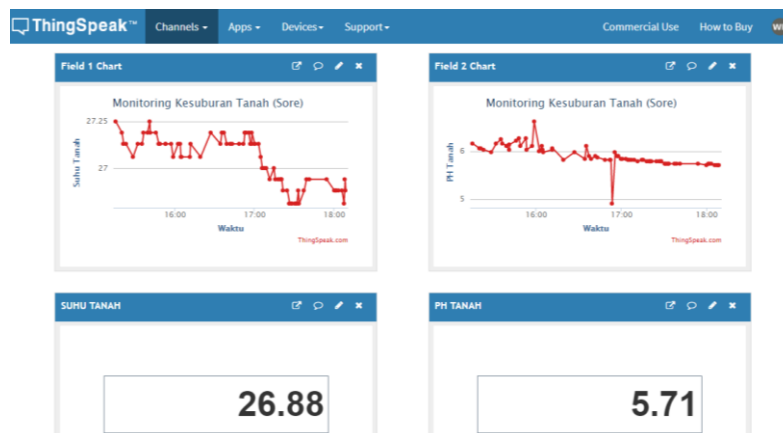 ThingSpeak™ Channels Apps Devices Support Commercial Use How to Buy
Field 1 Chart
Monitoring Kesuburan Tanah (Sore)
27.25
27
Suhu Tanah
16:00 17:00 18:00
Waktu
ThingSpeak.com
Field 2 Chart
Monitoring Kesuburan Tanah (Sore)
6
5
PH Tanah
16:00 17:00 18:00
Waktu
ThingSpeak.com
SUHU TANAH
26.88
PH TANAH
5.71